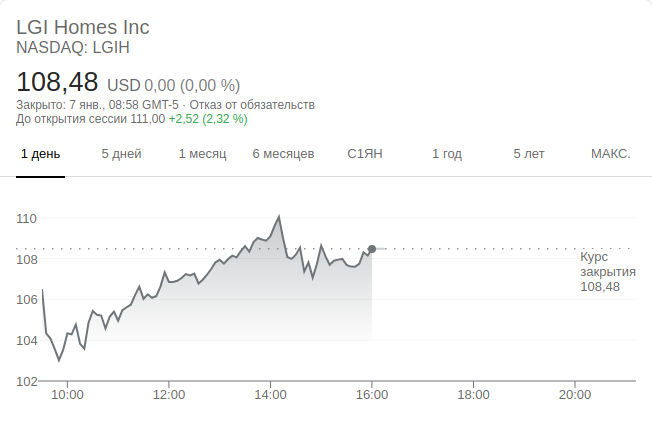 LGI Homes Inc
NASDAQ: LGIH
108,48 USD 0,00 (0,00 %)
Закрыто: 7 янв., 08:58 GMT-5 · Отказ от обязательств
До открытия сессии 111,00 +2,52 (2,32 %)
1 день 5 дней 1 месяц 6 месяцев С1ЯН 1 год 5 лет МАКС.
110
108
106
104
102
Курс
закрытия
108,48
10:00 12:00 14:00 16:00 18:00 20:00